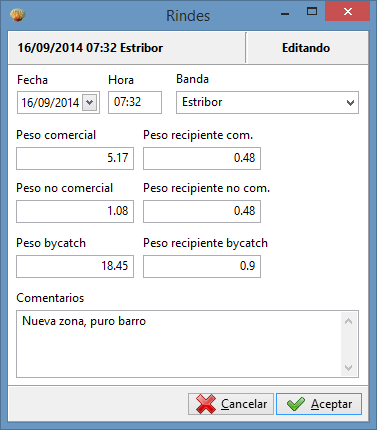 Rindes
16/09/2014 07:32 Estribor Editando
Fecha Hora Banda
16/09/2014 07:32 Estribor
Peso comercial Peso recipiente com.
5.17 0.48
Peso no comercial Peso recipiente no com.
1.08 0.48
Peso bycatch Peso recipiente bycatch
18.45 0.9
Comentarios
Nueva zona, puro barro
Cancelar Aceptar